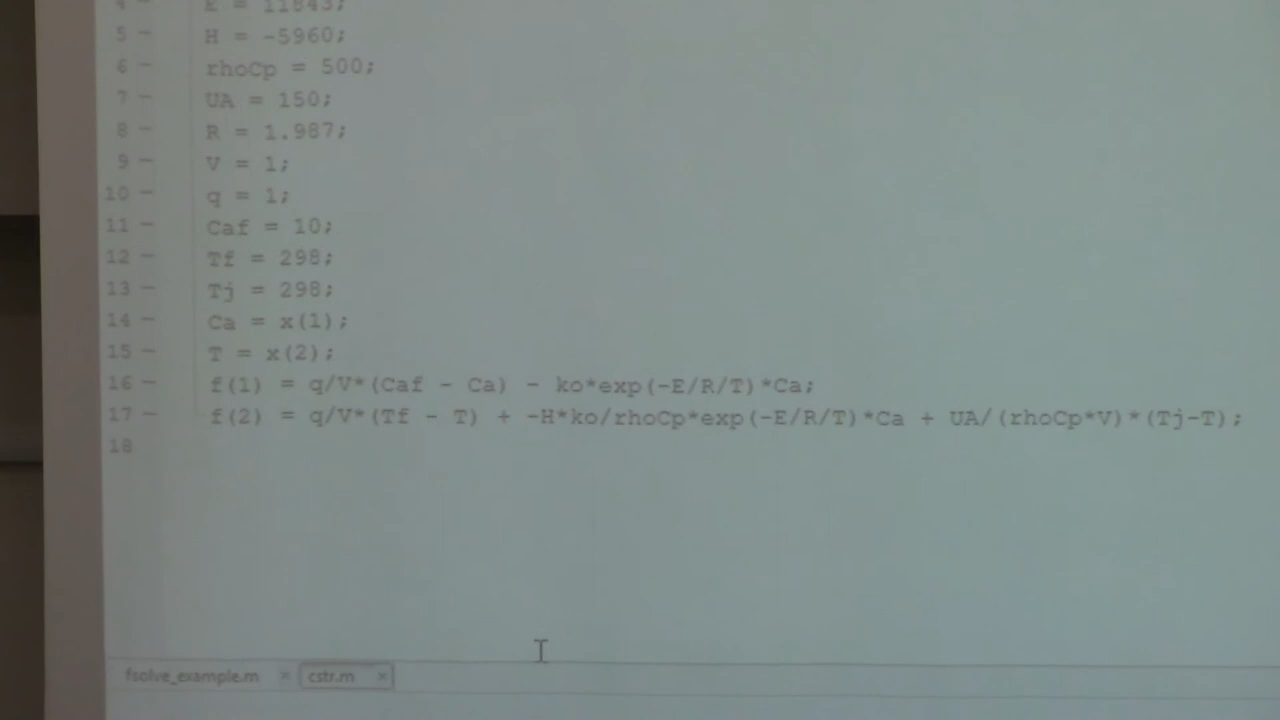 4 - E = 11843;
5 - H = -5960;
6 - rhoCp = 500;
7 - UA = 150;
8 - R = 1.987;
9 - V = 1;
10 - q = 1;
11 - Caf = 10;
12 - Tf = 298;
13 - Tj = 298;
14 - Ca = x(1);
15 - T = x(2);
16 - f(1) = q/V*(Caf - Ca) - ko*exp(-E/R/T)*Ca;
17 - f(2) = q/V*(Tf - T) + -H*ko/rhoCp*exp(-E/R/T)*Ca + UA/(rhoCp*V)*(Tj-T);
18
fsolve_example.m × cstr.m ×